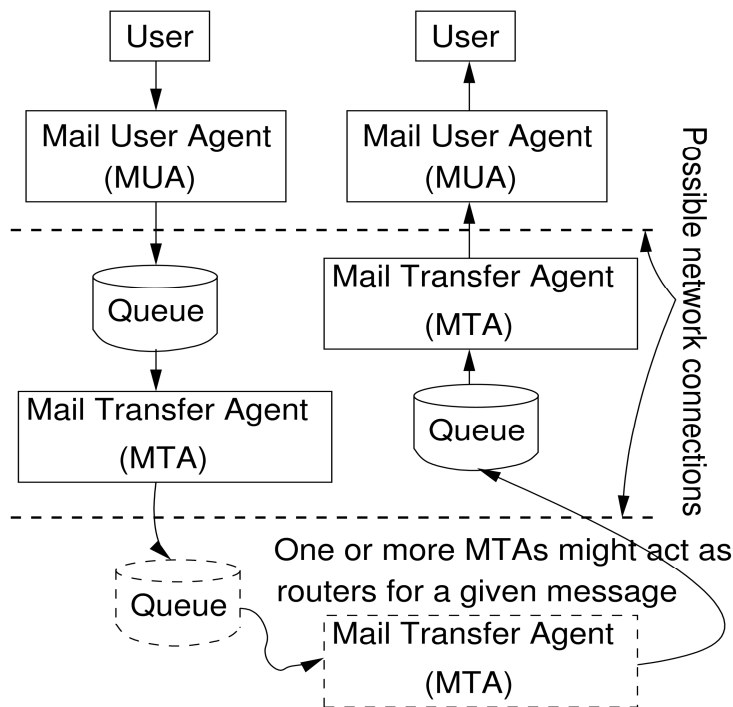 User
User
Mail User Agent
(MUA)
Mail User Agent
(MUA)
Possible network connections
Queue
Mail Transfer Agent
(MTA)
Mail Transfer Agent
(MTA)
Queue
One or more MTAs might act as
routers for a given message
Queue
Mail Transfer Agent
(MTA)